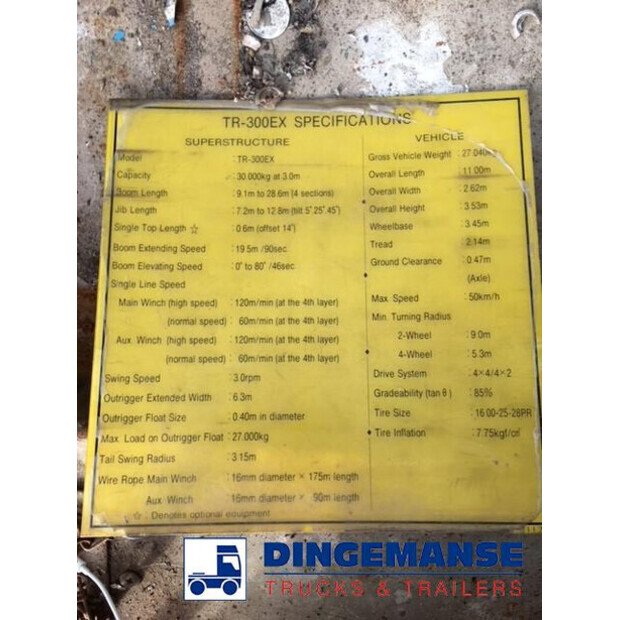 TR-300EX SPECIFICATIONS
SUPERSTRUCTURE
Model : TR-300EX
Capacity : 30.000kg at 3.0m
Boom Length : 9.1m to 28.6m (4 sections)
Jib Length : 7.2m to 12.8m (tilt 5° 25° 45°)
Single Top Length ☆ : 0.6m (offset 14°)
Boom Extending Speed : 19.5m /90sec
Boom Elevating Speed : 0° to 80° /46sec
Single Line Speed
Main Winch (high speed) : 120m/min (at the 4th layer)
(normal speed) : 60m/min (at the 4th layer)
Aux Winch (high speed) : 120m/min (at the 4th layer)
(normal speed) : 60m/min (at the 4th layer)
Swing Speed : 3.0rpm
Outrigger Extended Width : 6.3m
Outrigger Float Size : 0.40m in diameter
Max. Load on Outrigger Float : 27.000kg
Tail Swing Radius : 3.15m
Wire Rope Main Winch : 16mm diameter × 175m length
Aux Winch : 16mm diameter × 90m length
☆ : Denotes optional equipment
VEHICLE
Gross Vehicle Weight : 27.040kg
Overall Length : 11.00m
Overall Width : 2.62m
Overall Height : 3.53m
Wheelbase : 3.45m
Tread : 2.14m
Ground Clearance : 0.47m
(Axle)
Max. Speed : 50km/h
Min. Turning Radius
2-Wheel : 9.0m
4-Wheel : 5.3m
Drive System : 4×4/4×2
Gradeability (tan θ) : 85%
Tire Size : 16.00-25-28PR
Tire Inflation : 7.75kgf/cm²
DINGEMANSE
TRUCKS & TRAILERS